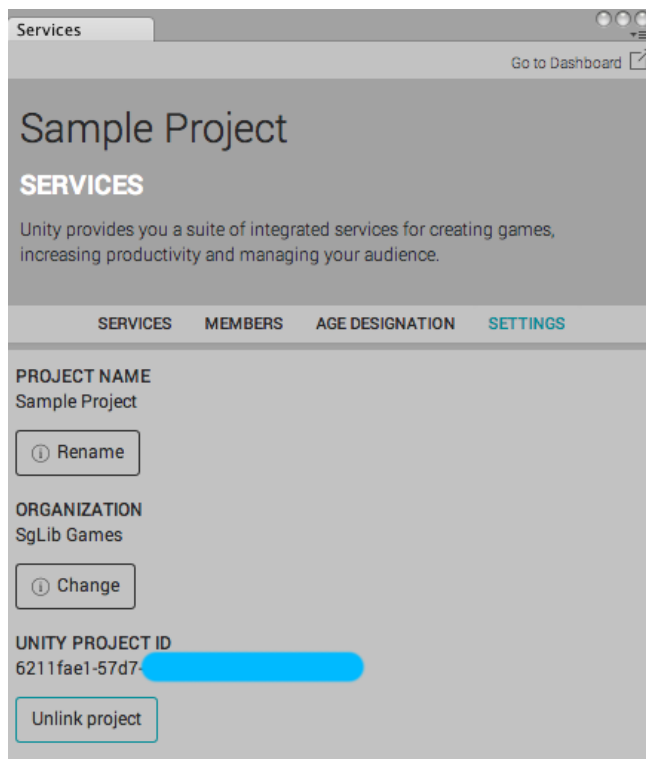 Services
Go to Dashboard
Sample Project
SERVICES
Unity provides you a suite of integrated services for creating games,
increasing productivity and managing your audience.
SERVICES MEMBERS AGE DESIGNATION SETTINGS
PROJECT NAME
Sample Project
Rename
ORGANIZATION
SgLib Games
Change
UNITY PROJECT ID
6211fae1-57d7-
Unlink project